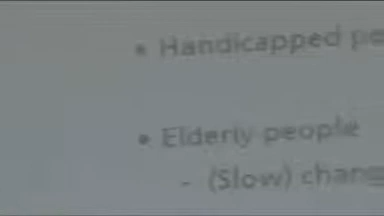 • Handicapped
• Elderly people
- (Slow)